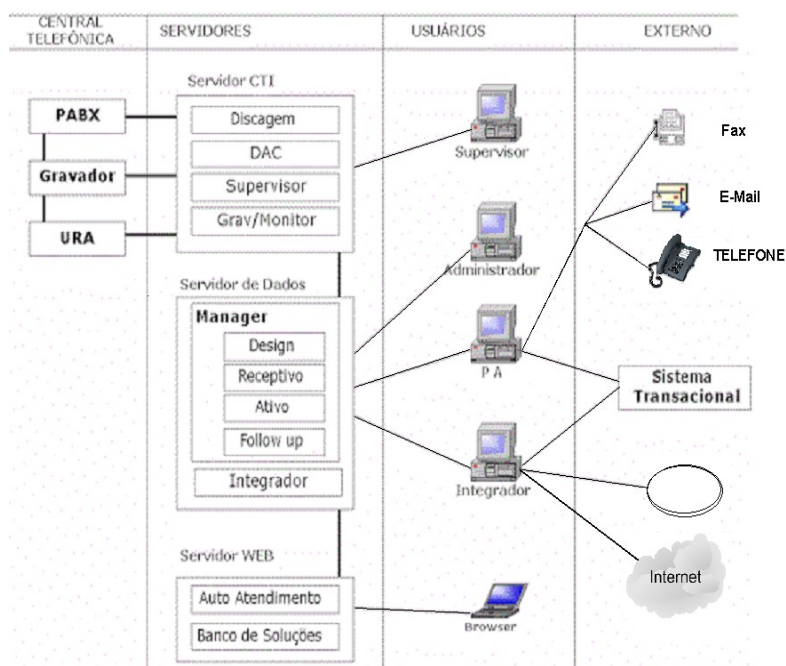 CENTRAL
TELEFÔNICA
SERVIDORES
USUÁRIOS
EXTERNO
Servidor CTI
PABX
Gravador
URA
Discagem
DAC
Supervisor
Grav/Monitor
Supervisor
Fax
E-Mail
TELEFONE
Servidor de Dados
Manager
Design
Receptivo
Ativo
Follow up
Integrador
Administrador
P A
Integrador
Sistema
Transacional
Internet
Servidor WEB
Auto Atendimento
Banco de Soluções
Browser